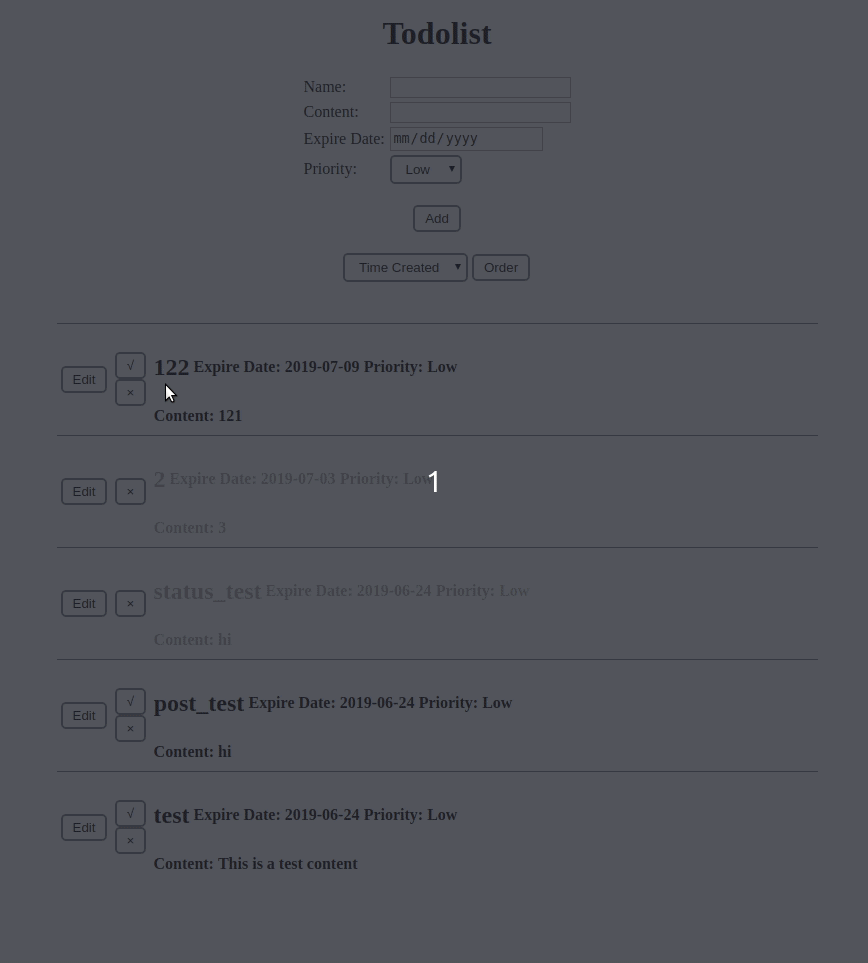 Todolist
Name:
Content:
Expire Date: mm/dd/yyyy
Priority: Low
Add
Time Created Order
Edit √ × 122 Expire Date: 2019-07-09 Priority: Low
Content: 121
Edit × 2 Expire Date: 2019-07-03 Priority: Low
1
Content: 3
Edit × status_test Expire Date: 2019-06-24 Priority: Low
Content: hi
Edit √ × post_test Expire Date: 2019-06-24 Priority: Low
Content: hi
Edit √ × test Expire Date: 2019-06-24 Priority: Low
Content: This is a test content